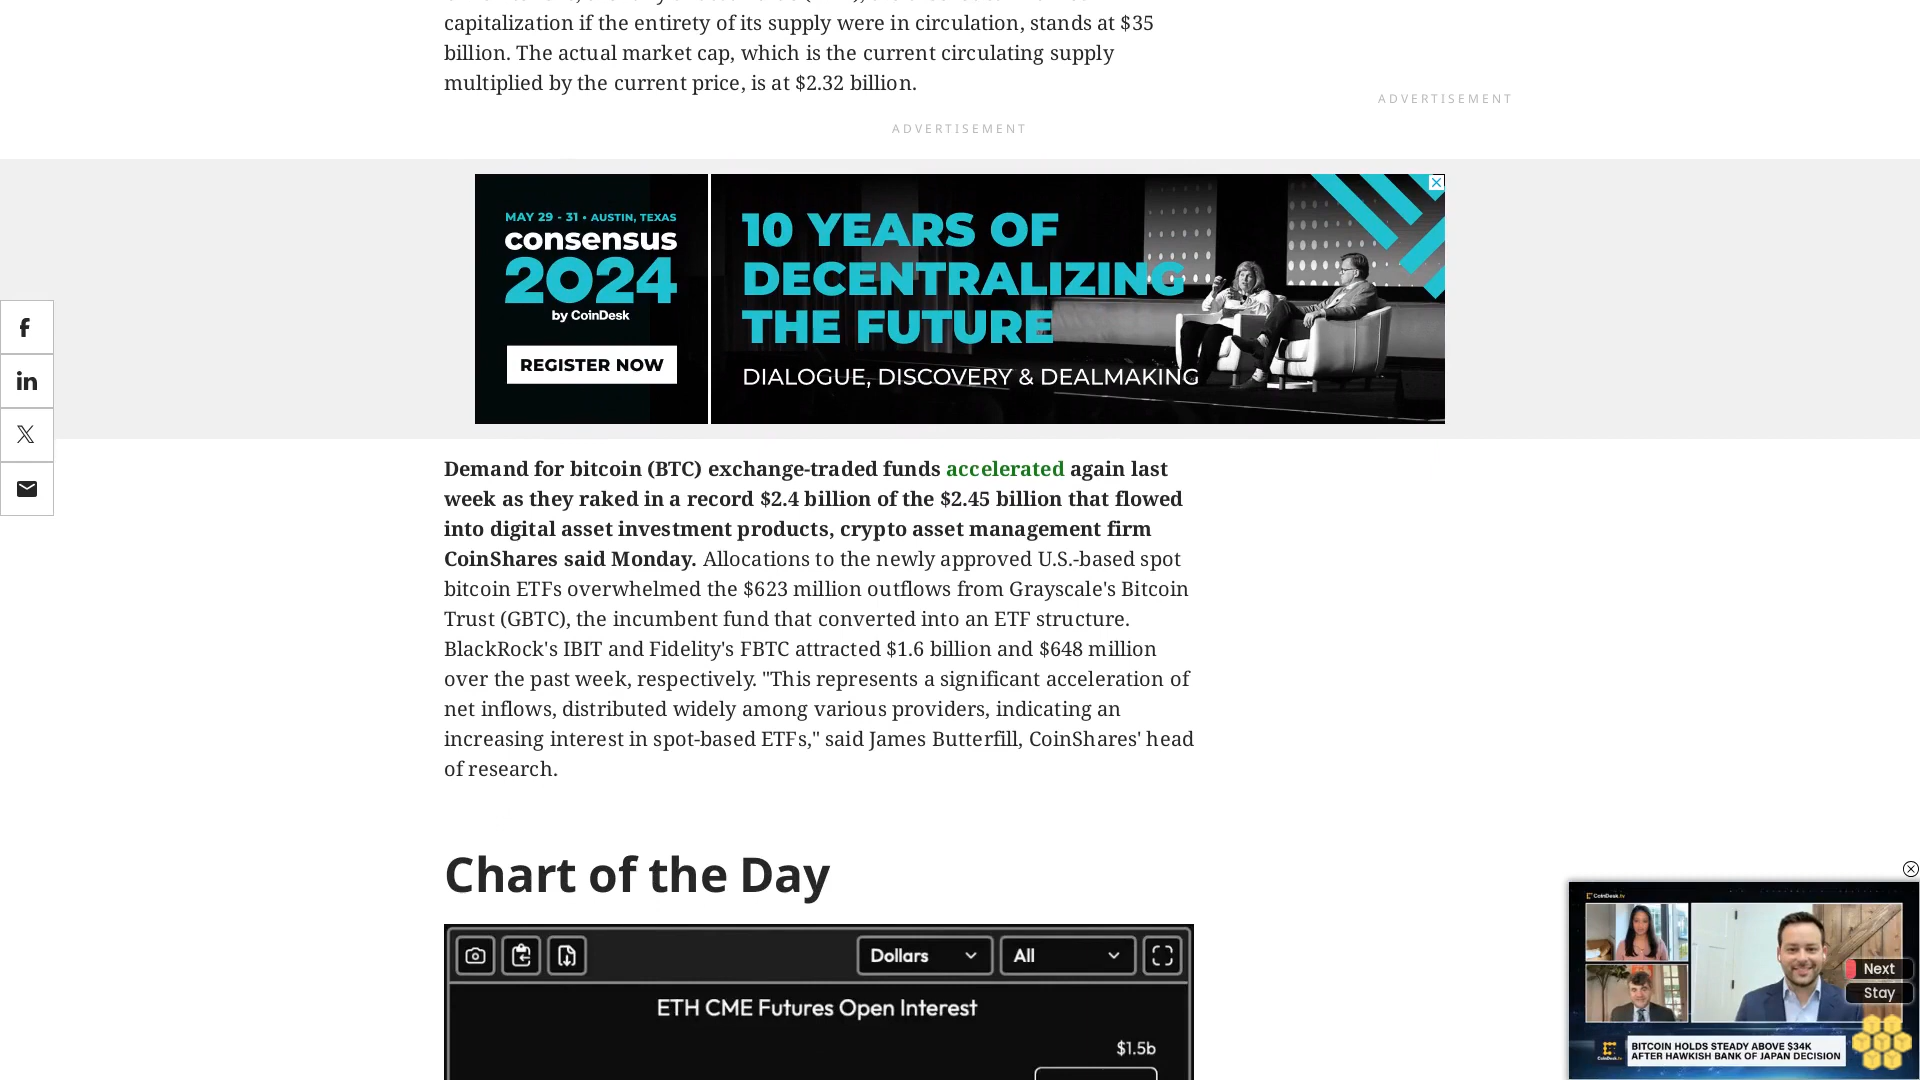 capitalization if the entirety of its supply were in circulation, stands at $35
billion. The actual market cap, which is the current circulating supply
multiplied by the current price, is at $2.32 billion.
ADVERTISEMENT
ADVERTISEMENT
MAY 29 - 31 • AUSTIN, TEXAS
consensus
2024
by CoinDesk
REGISTER NOW
10 YEARS OF
DECENTRALIZING
THE FUTURE
DIALOGUE, DISCOVERY & DEALMAKING
f
in
X
Demand for bitcoin (BTC) exchange-traded funds accelerated again last
week as they raked in a record $2.4 billion of the $2.45 billion that flowed
into digital asset investment products, crypto asset management firm
CoinShares said Monday. Allocations to the newly approved U.S.-based spot
bitcoin ETFs overwhelmed the $623 million outflows from Grayscale's Bitcoin
Trust (GBTC), the incumbent fund that converted into an ETF structure.
BlackRock's IBIT and Fidelity's FBTC attracted $1.6 billion and $648 million
over the past week, respectively. "This represents a significant acceleration of
net inflows, distributed widely among various providers, indicating an
increasing interest in spot-based ETFs," said James Butterfill, CoinShares' head
of research.
Chart of the Day
Dollars
All
ETH CME Futures Open Interest
$1.5b
CoinDesk.tv
Next
Stay
CoinDesk.tv
BITCOIN HOLDS STEADY ABOVE $34K
AFTER HAWKISH BANK OF JAPAN DECISION